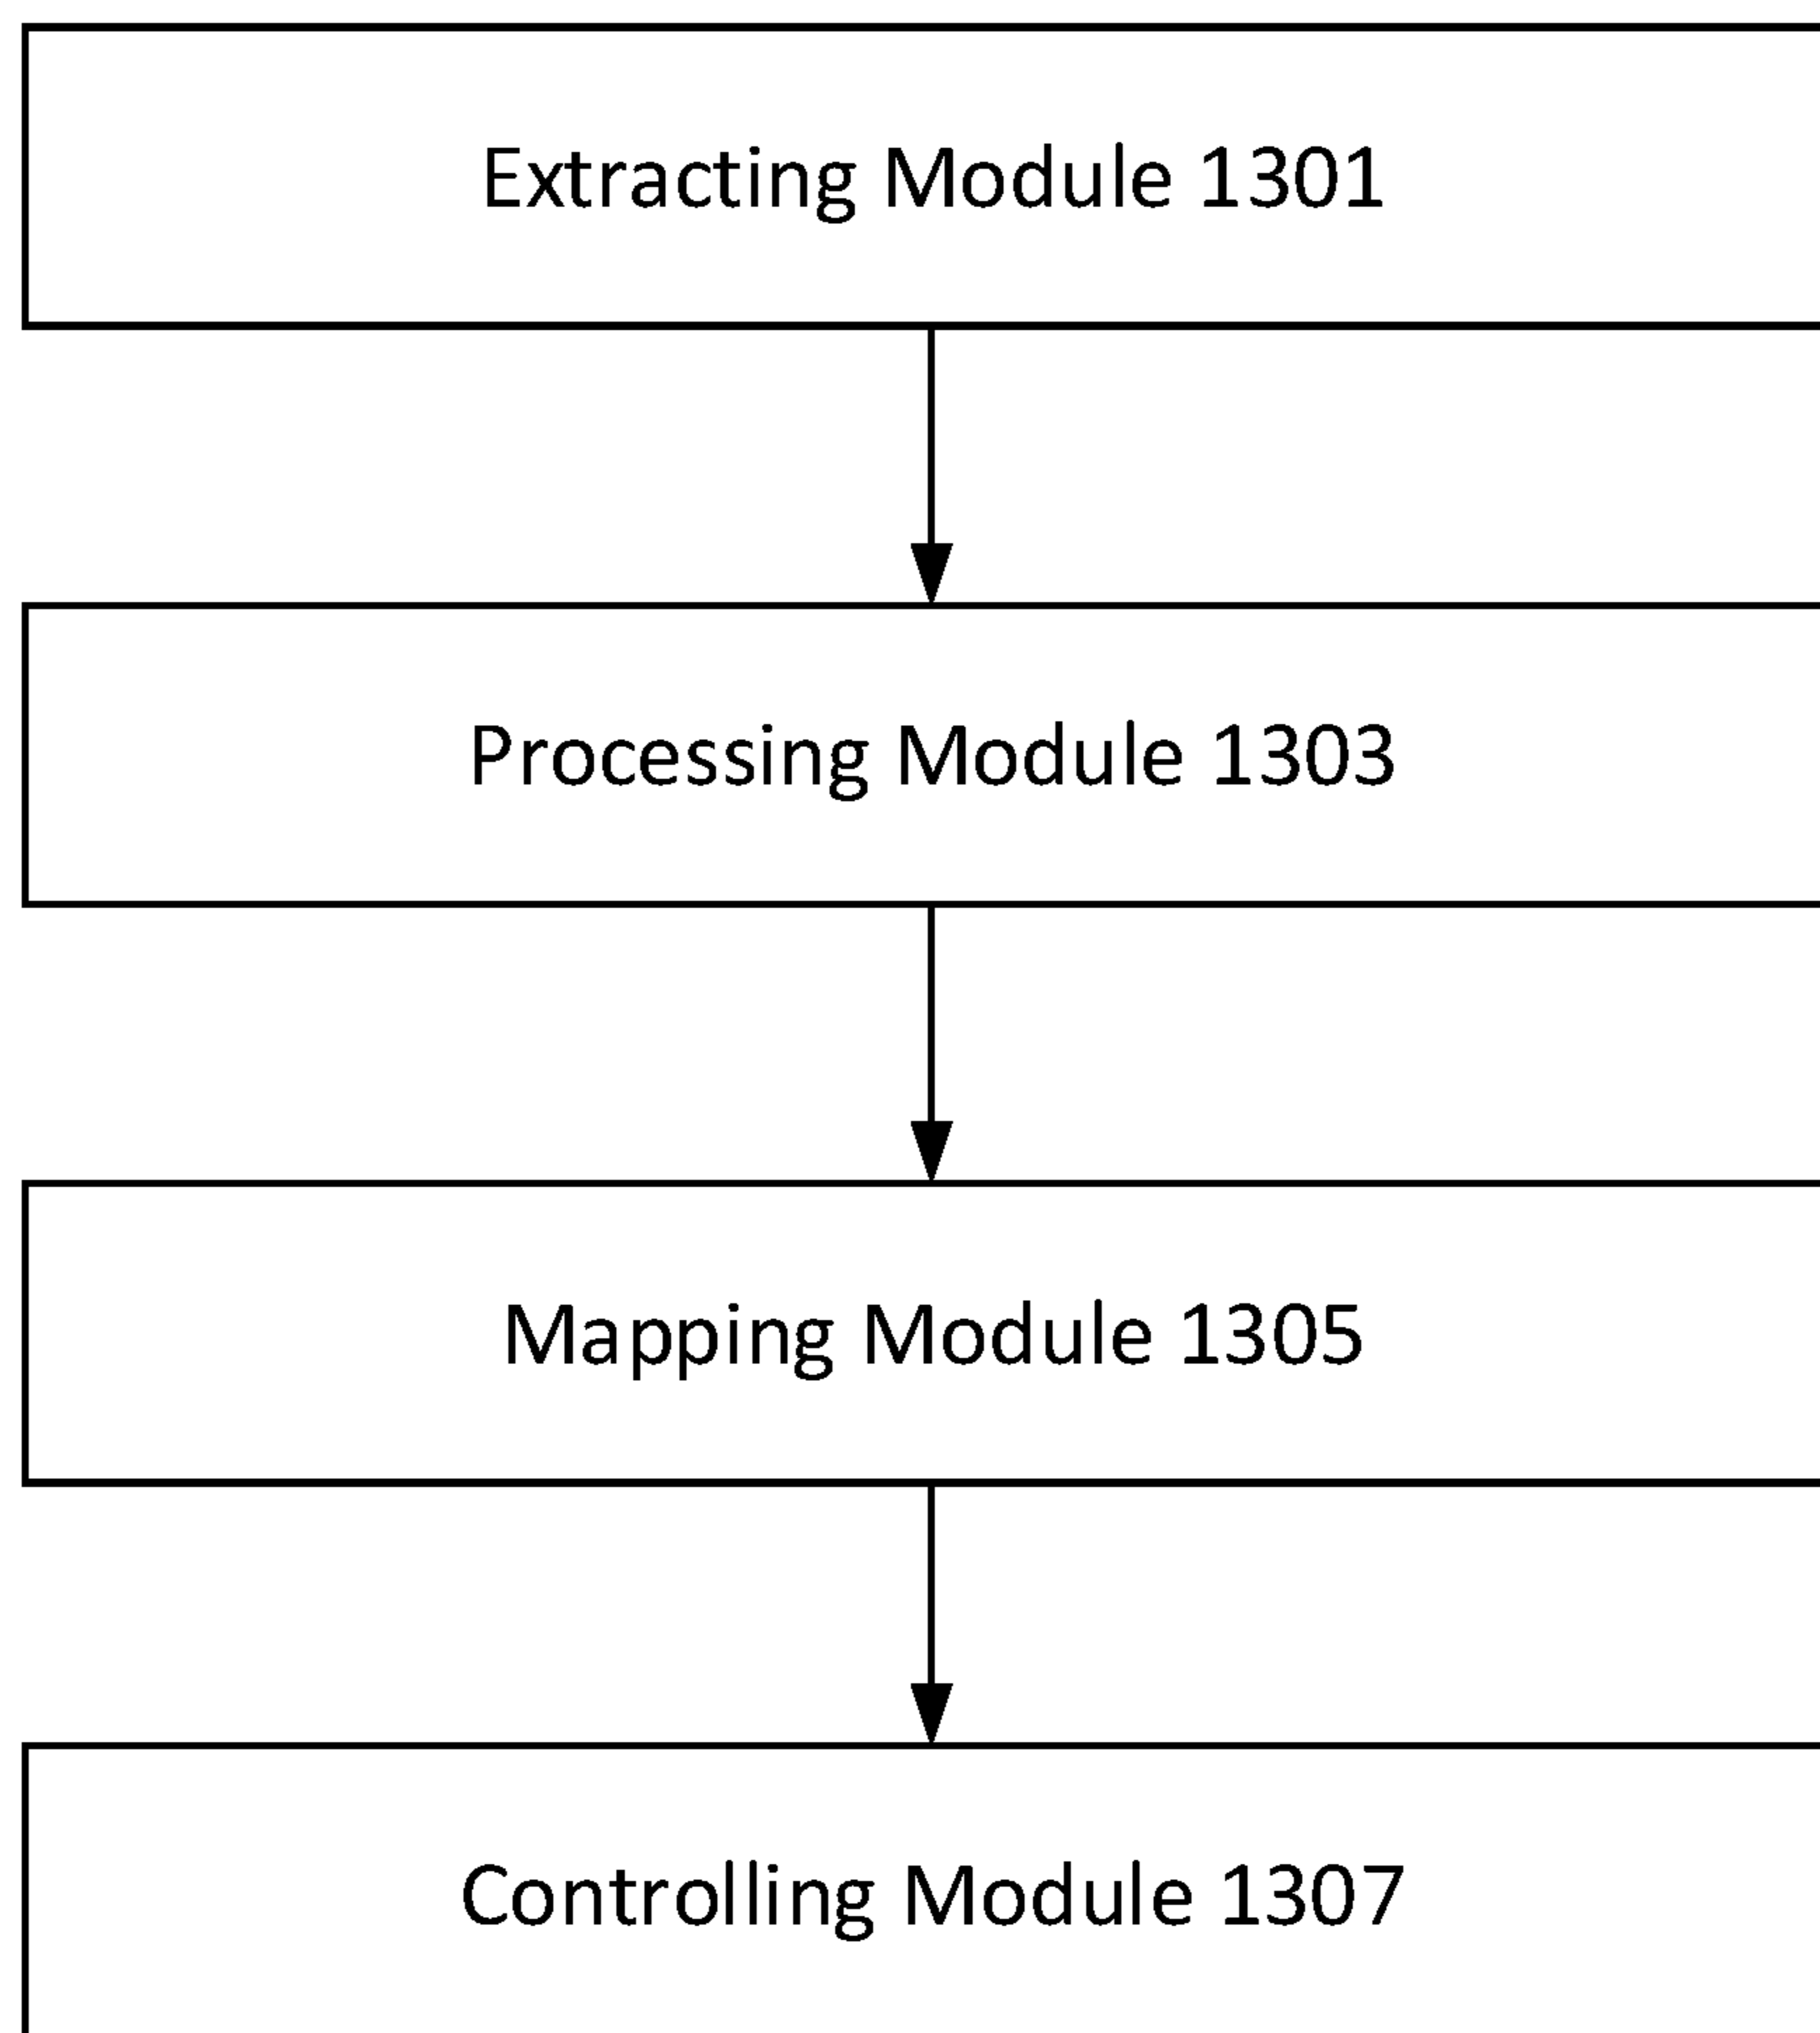 Extracting Module 1301
Processing Module 1303
Mapping Module 1305
Controlling Module 1307